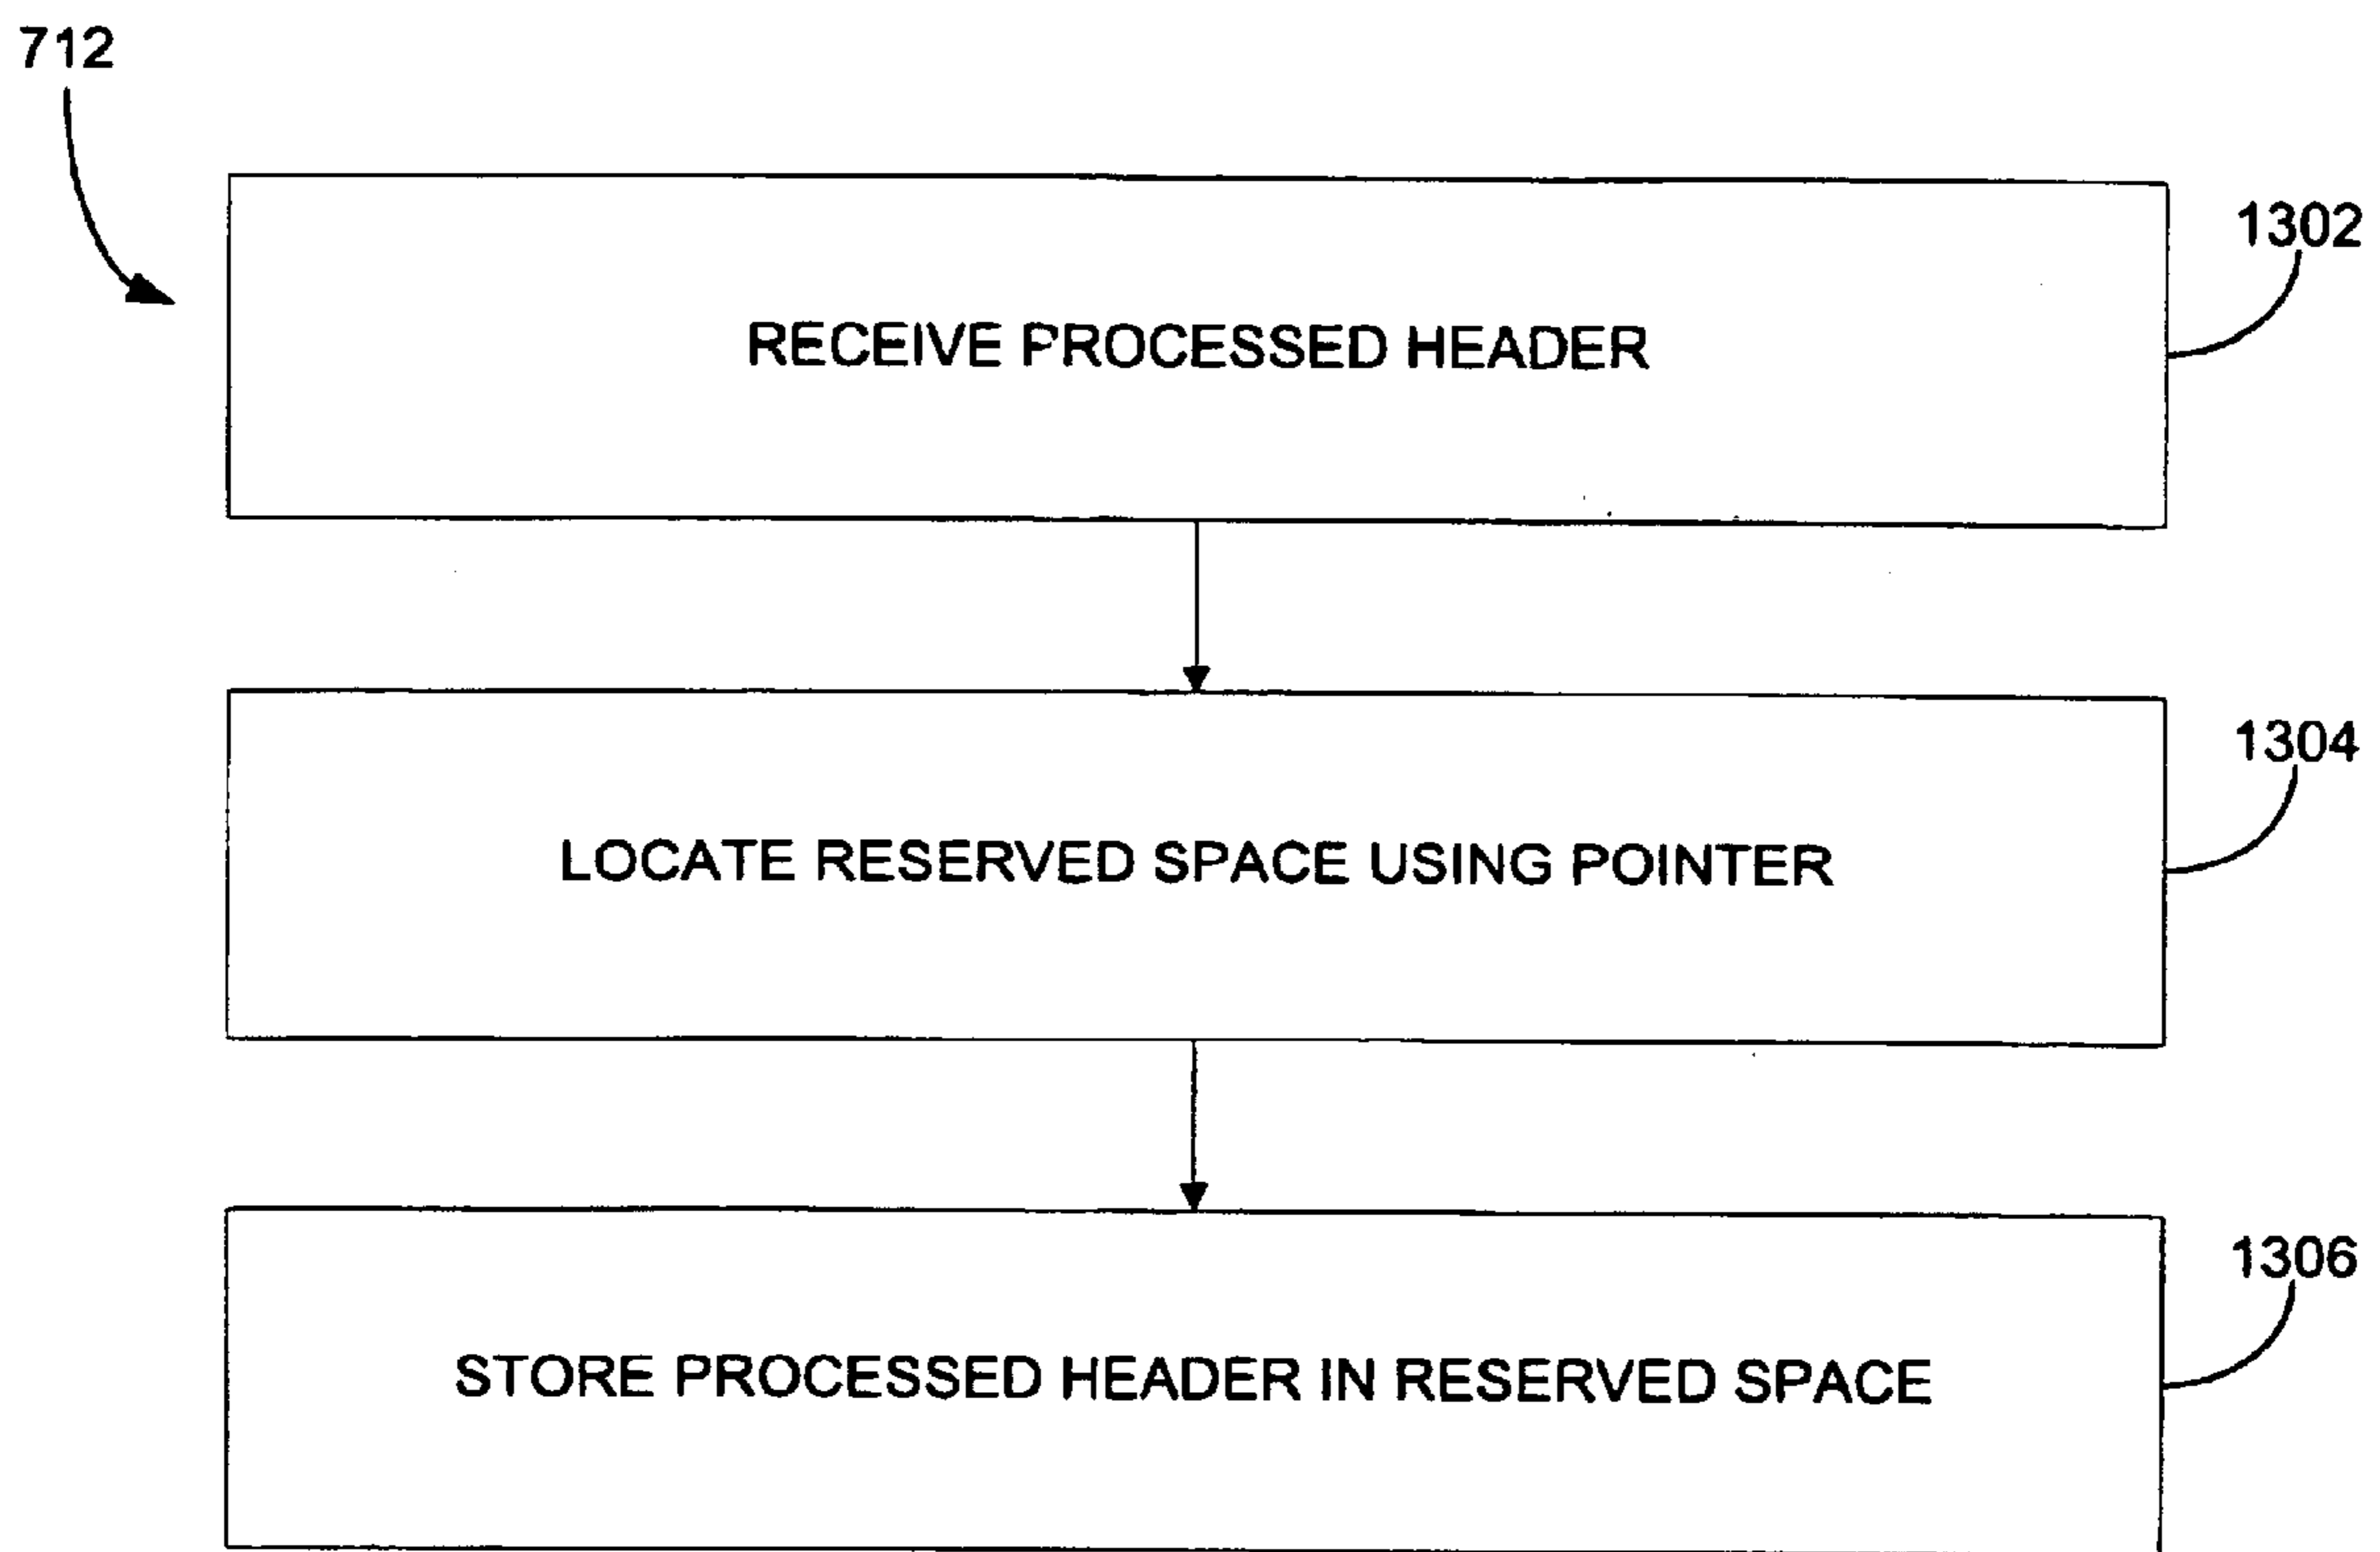 712
1302
RECEIVE PROCESSED HEADER
1304
LOCATE RESERVED SPACE USING POINTER
1306
STORE PROCESSED HEADER IN RESERVED SPACE